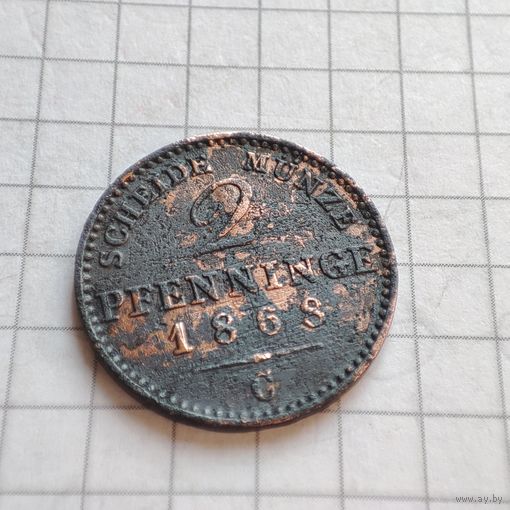 SCHEIDE MÜNZE
2
PFENNINGE
1868
C
www.ay.by